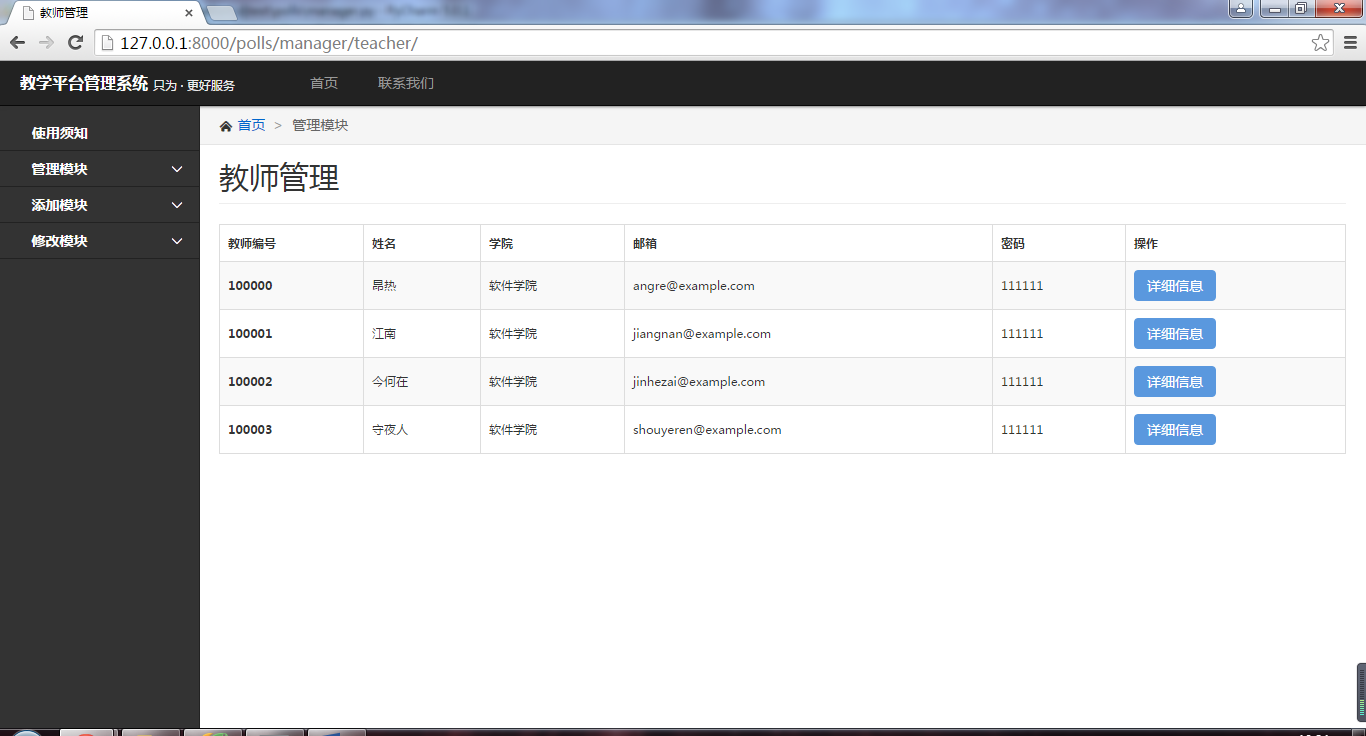 教师管理
127.0.0.1:8000/polls/manager/teacher/
教学平台管理系统 只为 · 更好服务 首页 联系我们
使用须知
管理模块
添加模块
修改模块
首页 > 管理模块
教师管理
教师编号 姓名 学院 邮箱 密码 操作
100000 昂热 软件学院 angre@example.com 111111 详细信息
100001 江南 软件学院 jiangnan@example.com 111111 详细信息
100002 今何在 软件学院 jinhezai@example.com 111111 详细信息
100003 守夜人 软件学院 shouyeren@example.com 111111 详细信息